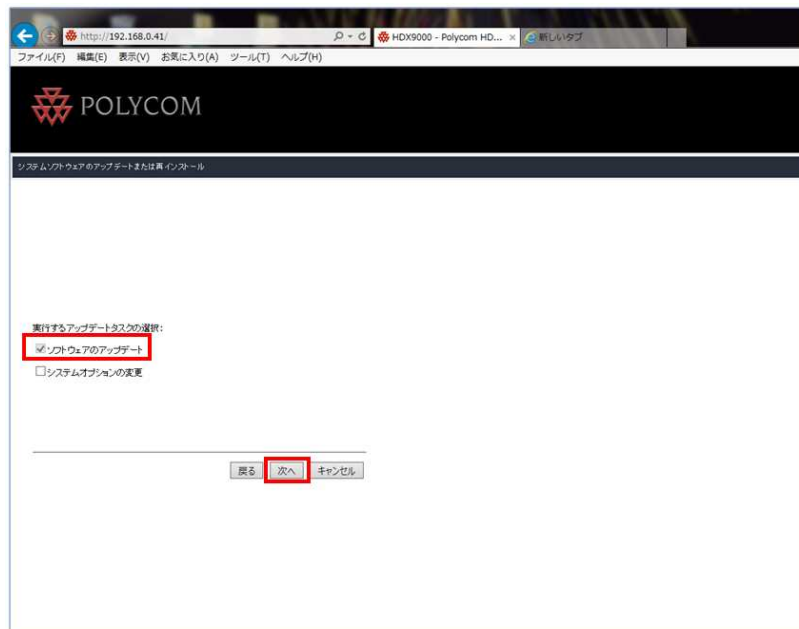 http://192.168.0.41/
HDX9000 - Polycom HD...
新しいタブ
ファイル(F) 編集(E) 表示(V) お気に入り(A) ツール(T) ヘルプ(H)
POLYCOM
システムソフトウェアのアップデートまたは再インストール
実行するアップデートタスクの選択:
ソフトウェアのアップデート
システムオプションの変更
戻る 次へ キャンセル